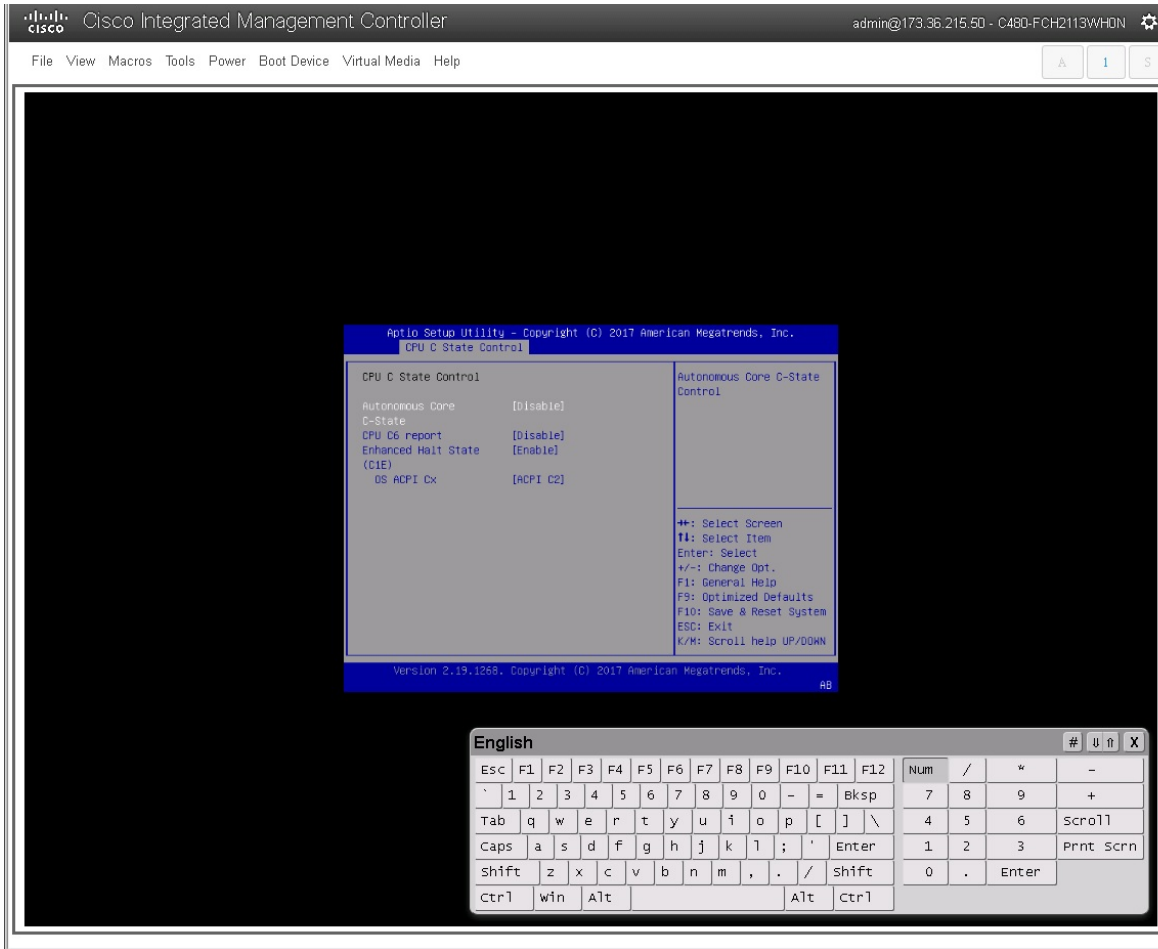 cisco Cisco Integrated Management Controller
admin@173.36.215.50 - C480-FCH2113WH0N
File View Macros Tools Power Boot Device Virtual Media Help
A 1 S
Aptio Setup Utility - Copyright (C) 2017 American Megatrends, Inc.
CPU C State Control
CPU C State Control
Autonomous Core [Disable]
C-State
CPU C6 report [Disable]
Enhanced Halt State [Enable]
(C1E)
OS ACPI Cx [ACPI C2]
Autonomous Core C-State
Control
→←: Select Screen
↑↓: Select Item
Enter: Select
+/-: Change Opt.
F1: General Help
F9: Optimized Defaults
F10: Save & Reset System
ESC: Exit
K/M: Scroll help UP/DOWN
Version 2.19.1268. Copyright (C) 2017 American Megatrends, Inc.
AB
English # ⇓ ⇑ X
Esc F1 F2 F3 F4 F5 F6 F7 F8 F9 F10 F11 F12 Num / * -
` 1 2 3 4 5 6 7 8 9 0 - = Bksp 7 8 9 +
Tab q w e r t y u i o p [ ] \ 4 5 6 Scroll
Caps a s d f g h j k l ; ' Enter 1 2 3 Prnt Scrn
Shift z x c v b n m , . / Shift 0 . Enter
Ctrl Win Alt Alt Ctrl